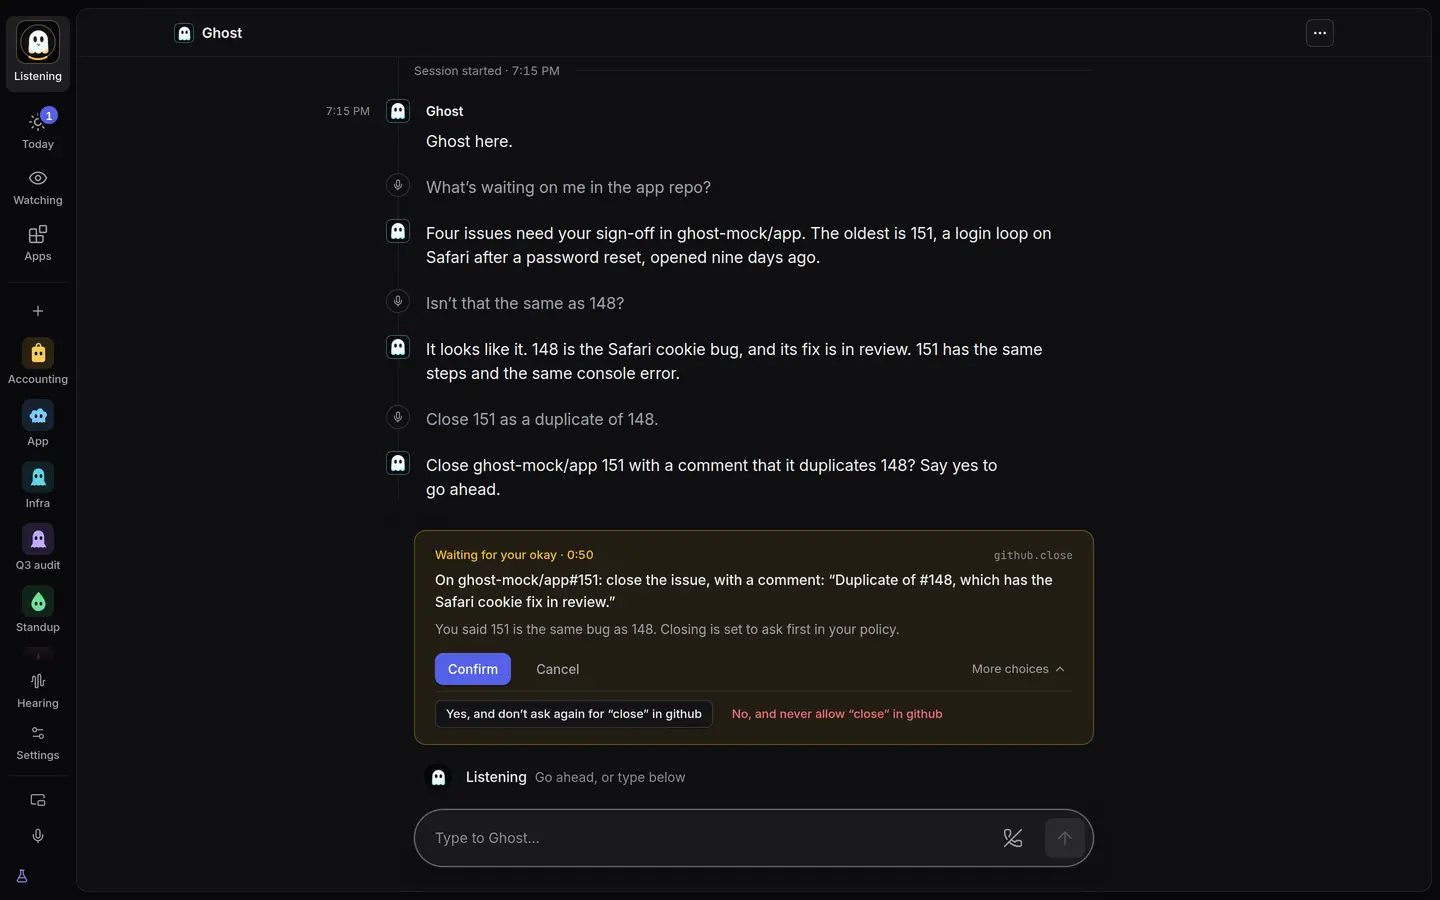 Listening
1
Today
Watching
Apps
Accounting
App
Infra
Q3 audit
Standup
Hearing
Settings
Ghost
Session started · 7:15 PM
7:15 PM
Ghost
Ghost here.
What’s waiting on me in the app repo?
Four issues need your sign-off in ghost-mock/app. The oldest is 151, a login loop on
Safari after a password reset, opened nine days ago.
Isn’t that the same as 148?
It looks like it. 148 is the Safari cookie bug, and its fix is in review. 151 has the same
steps and the same console error.
Close 151 as a duplicate of 148.
Close ghost-mock/app 151 with a comment that it duplicates 148? Say yes to
go ahead.
Waiting for your okay · 0:50
github.close
On ghost-mock/app#151: close the issue, with a comment: “Duplicate of #148, which has the
Safari cookie fix in review.”
You said 151 is the same bug as 148. Closing is set to ask first in your policy.
Confirm
Cancel
More choices
Yes, and don’t ask again for “close” in github
No, and never allow “close” in github
Listening Go ahead, or type below
Type to Ghost...